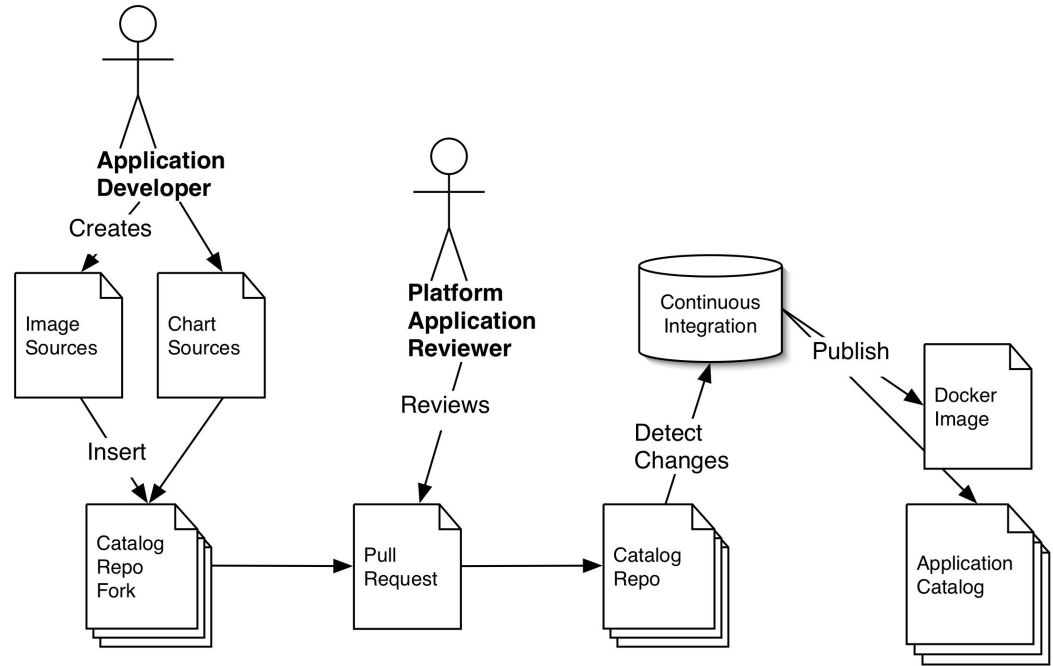 Application
Developer
Creates
Image
Sources
Chart
Sources
Insert
Catalog
Repo
Fork
Platform
Application
Reviewer
Reviews
Pull
Request
Catalog
Repo
Detect
Changes
Continuous
Integration
Publish
Docker
Image
Application
Catalog